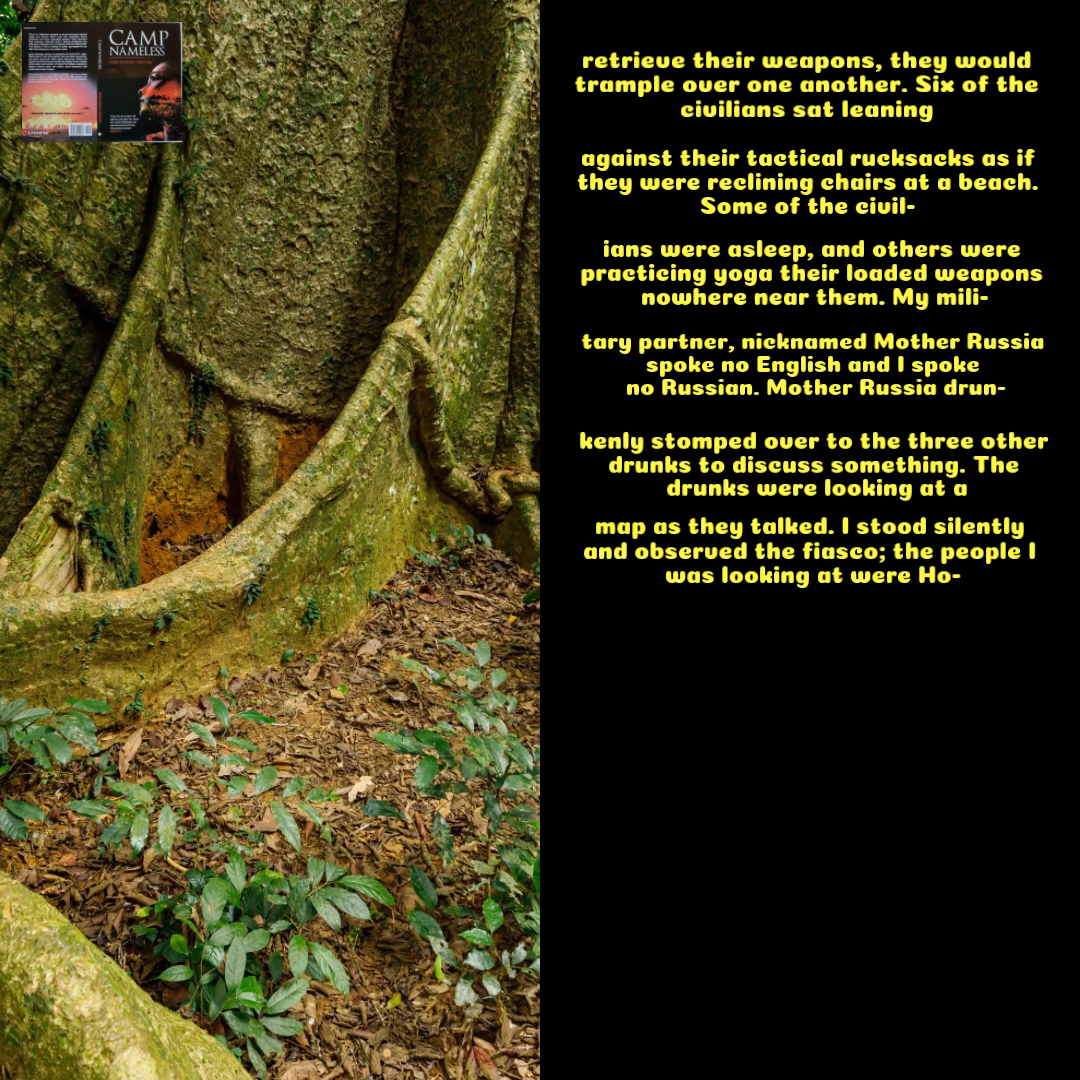 CAMP
NAMELESS
retrieve their weapons, they would
trample over one another. Six of the
civilians sat leaning
against their tactical rucksacks as if
they were reclining chairs at a beach.
Some of the civil-
ians were asleep, and others were
practicing yoga their loaded weapons
nowhere near them. My mili-
tary partner, nicknamed Mother Russia
spoke no English and I spoke
no Russian. Mother Russia drun-
kenly stomped over to the three other
drunks to discuss something. The
drunks were looking at a
map as they talked. I stood silently
and observed the fiasco; the people I
was looking at were Ho-